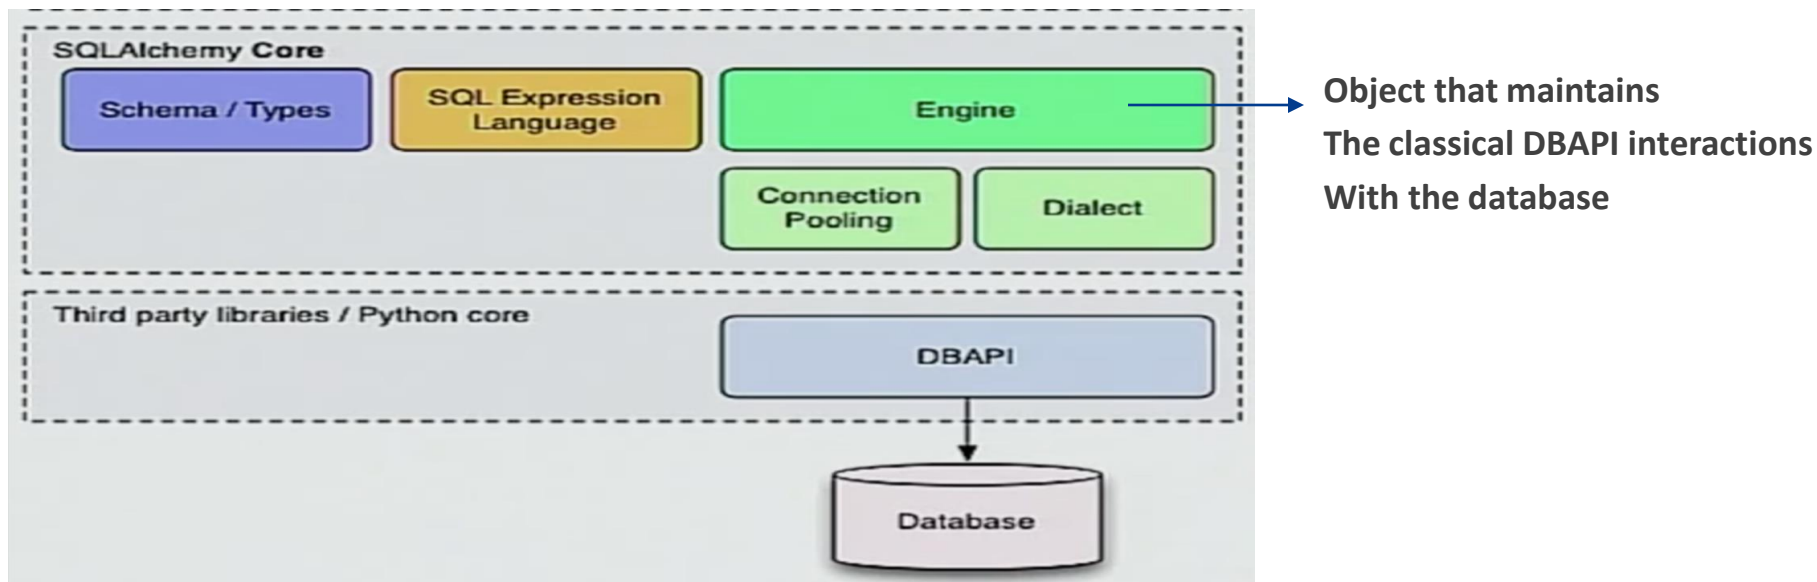 SQLAlchemy Core
Schema / Types
SQL Expression
Language
Engine
Connection
Pooling
Dialect
Object that maintains
The classical DBAPI interactions
With the database
Third party libraries / Python core
DBAPI
Database